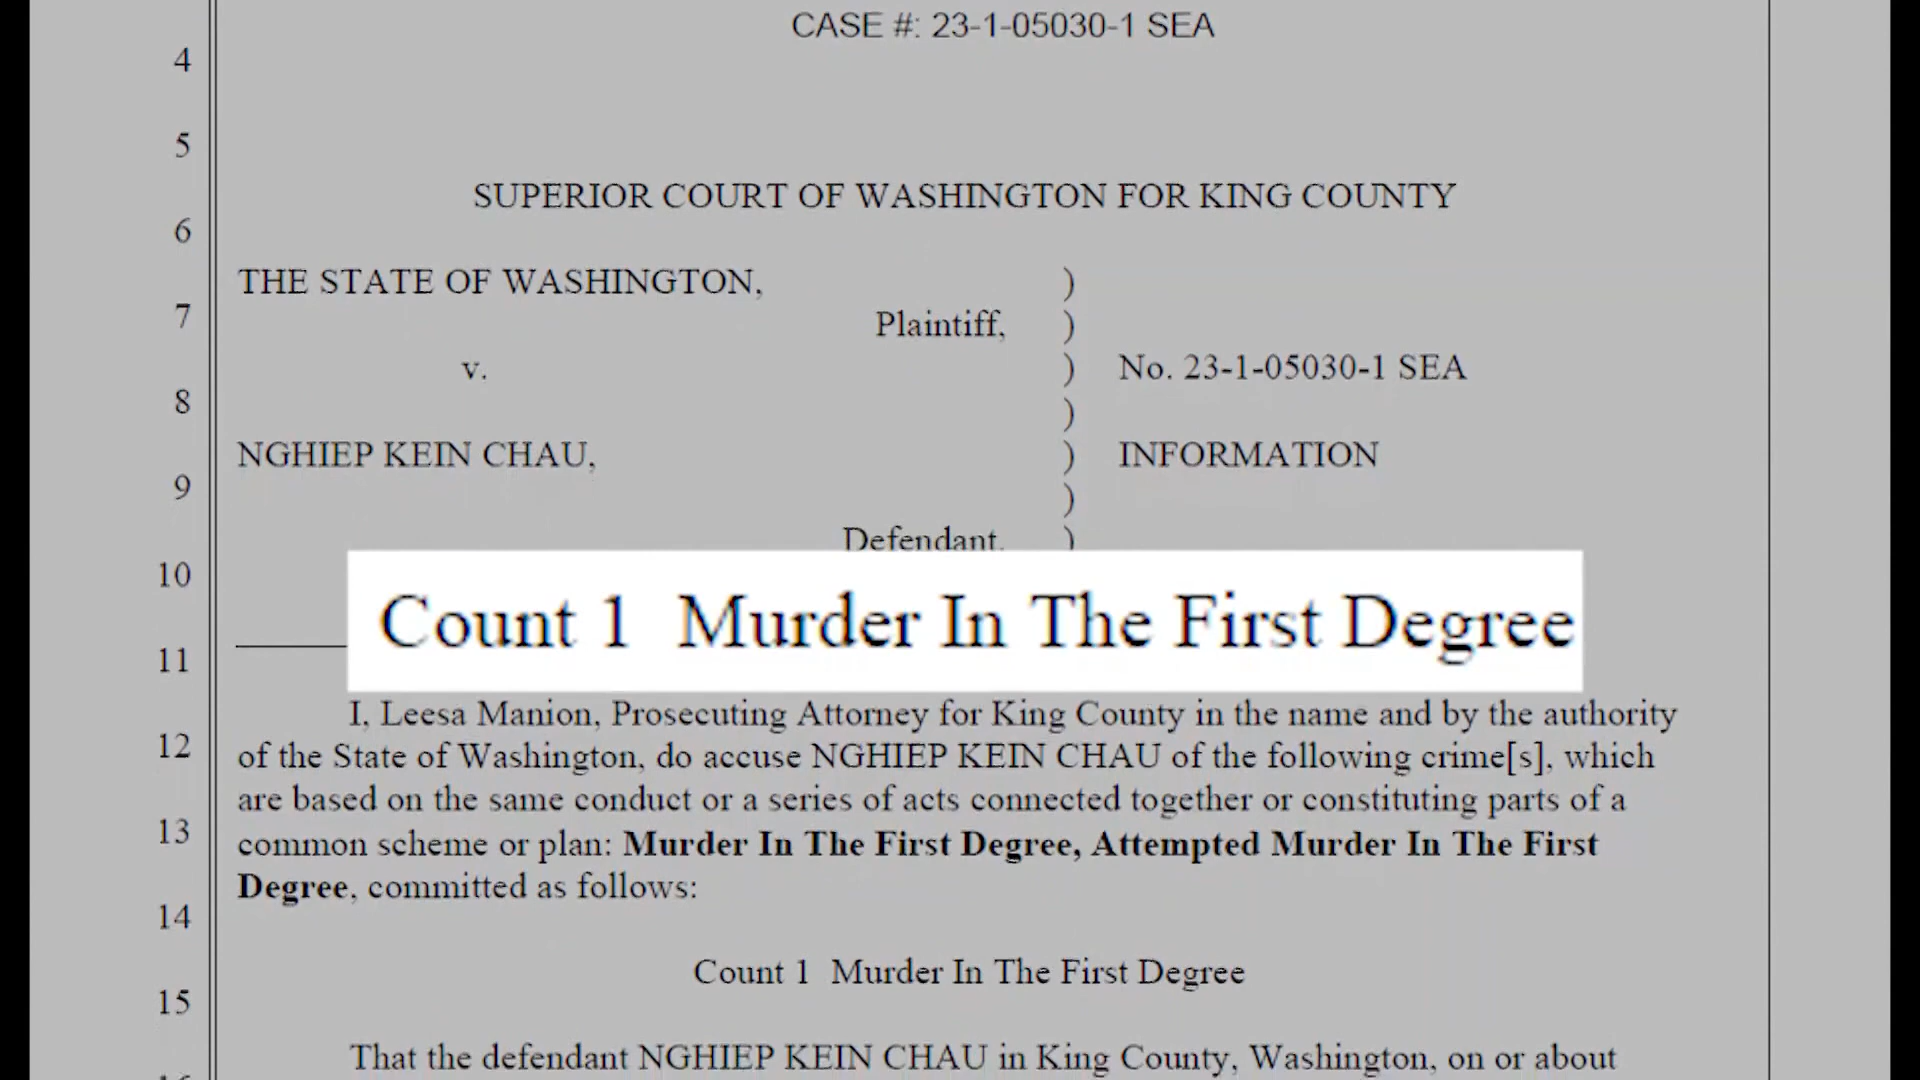 CASE #: 23-1-05030-1 SEA
4
5
SUPERIOR COURT OF WASHINGTON FOR KING COUNTY
6
THE STATE OF WASHINGTON, )
7
Plaintiff, )
v. ) No. 23-1-05030-1 SEA
8
)
NGHIEP KEIN CHAU, ) INFORMATION
9
)
Defendant. )
10
Count 1 Murder In The First Degree
11
I, Leesa Manion, Prosecuting Attorney for King County in the name and by the authority
12
of the State of Washington, do accuse NGHIEP KEIN CHAU of the following crime[s], which
are based on the same conduct or a series of acts connected together or constituting parts of a
13
common scheme or plan: Murder In The First Degree, Attempted Murder In The First
Degree, committed as follows:
14
Count 1 Murder In The First Degree
15
That the defendant NGHIEP KEIN CHAU in King County, Washington, on or about